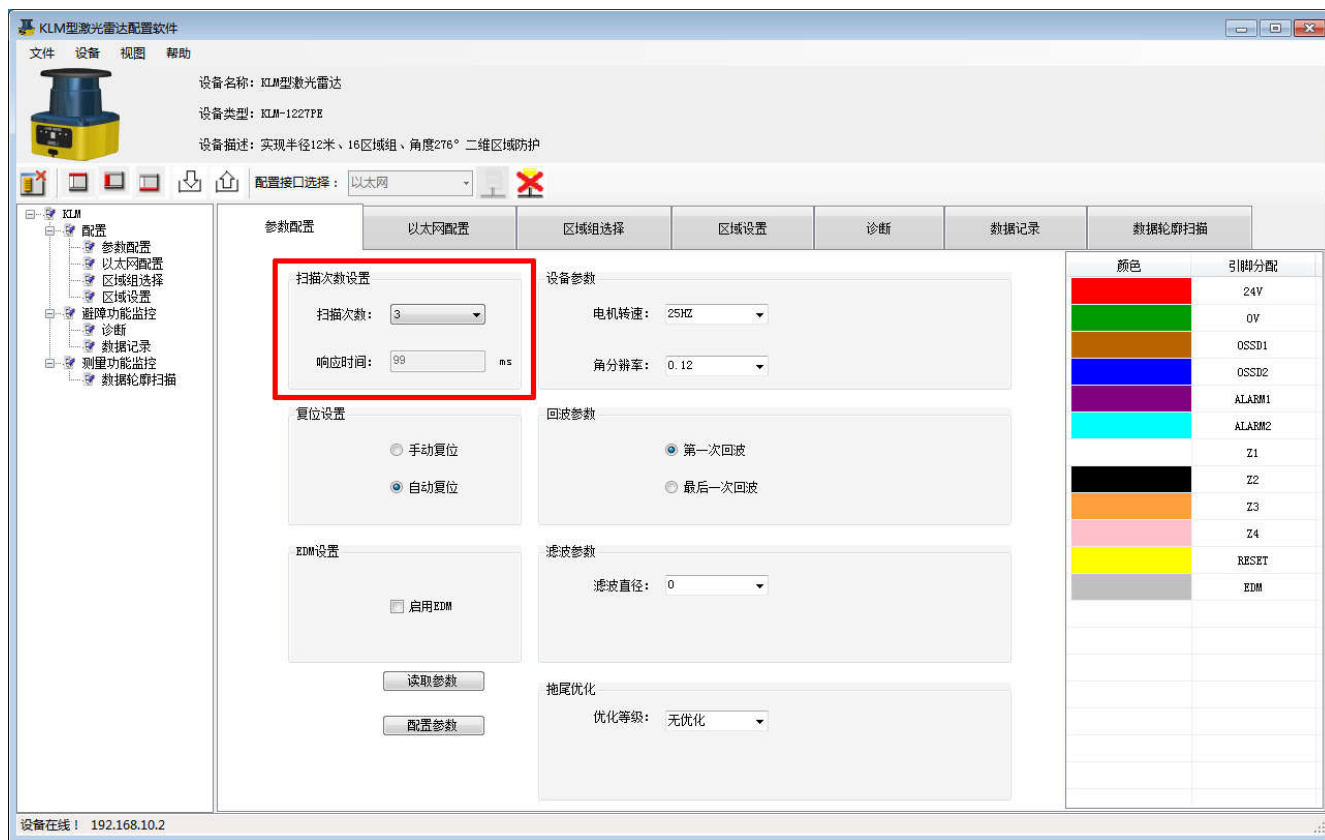 KLM型激光雷达配置软件
文件 设备 视图 帮助
设备名称: KLM型激光雷达
设备类型: KLM-1227PE
设备描述: 实现半径12米、16区域组、角度276° 二维区域防护
配置接口选择: 以太网
KLM
配置
参数配置
以太网配置
区域组选择
区域设置
避障功能监控
诊断
数据记录
测量功能监控
数据轮廓扫描
参数配置 以太网配置 区域组选择 区域设置 诊断 数据记录 数据轮廓扫描
扫描次数设置
扫描次数: 3
响应时间: 99 ms
设备参数
电机转速: 25HZ
角分辨率: 0.12
复位设置
手动复位
自动复位
回波参数
第一次回波
最后一次回波
EDM设置
启用EDM
滤波参数
滤波直径: 0
读取参数
配置参数
拖尾优化
优化等级: 无优化
颜色 引脚分配
24V
0V
OSSD1
OSSD2
ALARM1
ALARM2
Z1
Z2
Z3
Z4
RESET
EDM
设备在线! 192.168.10.2